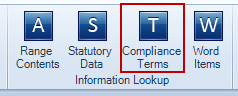 A S T W
Range Statutory Compliance Word
Contents Data Terms Items
Information Lookup